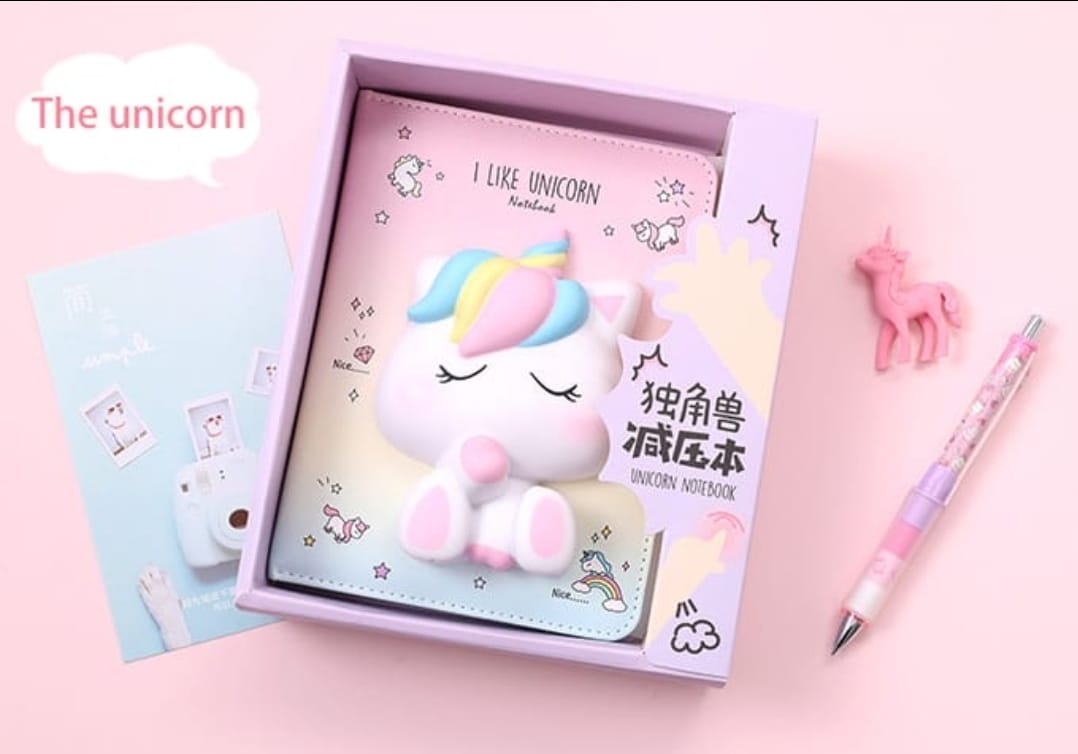 The unicorn
I LIKE UNICORN
Notebook
Nice......
独角兽
减压本
UNICORN NOTEBOOK
Nice......
简
simple